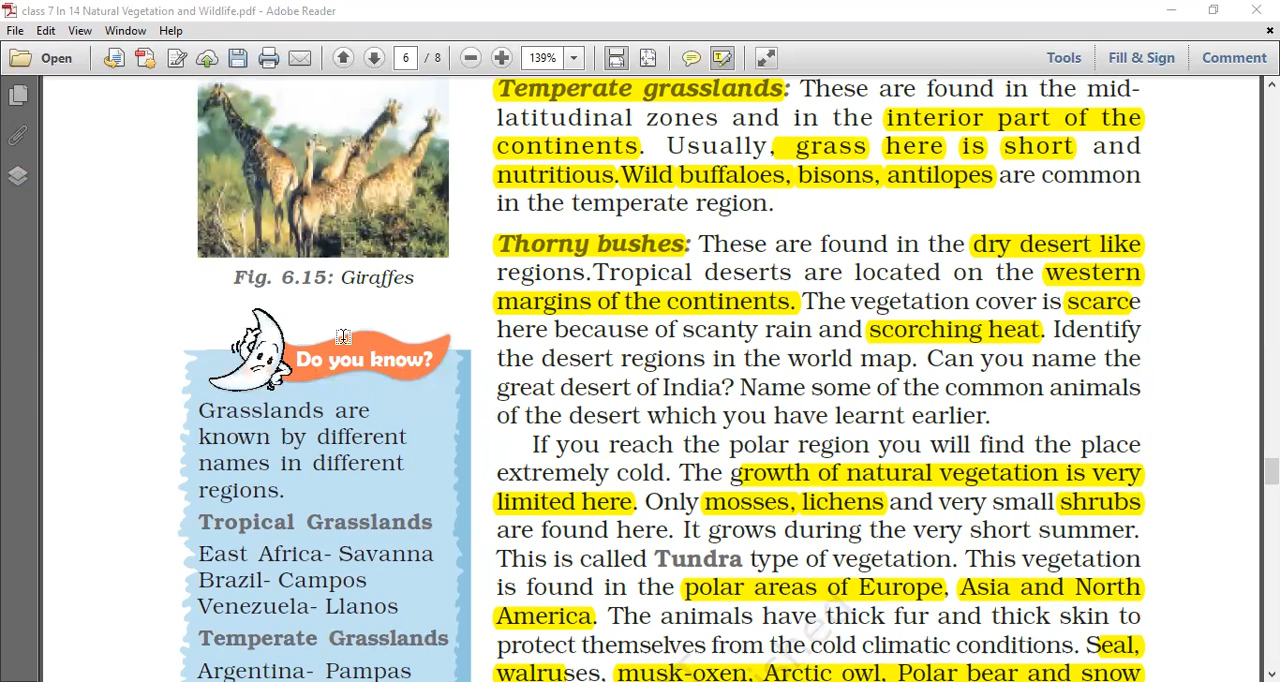 class 7 In 14 Natural Vegetation and Wildlife.pdf - Adobe Reader
File Edit View Window Help
Open 6 / 8 139% Tools Fill & Sign Comment
Fig. 6.15: Giraffes
Do you know?
Grasslands are
known by different
names in different
regions.
Tropical Grasslands
East Africa- Savanna
Brazil- Campos
Venezuela- Llanos
Temperate Grasslands
Argentina- Pampas
Temperate grasslands: These are found in the mid-
latitudinal zones and in the interior part of the
continents. Usually, grass here is short and
nutritious.Wild buffaloes, bisons, antilopes are common
in the temperate region.
Thorny bushes: These are found in the dry desert like
regions.Tropical deserts are located on the western
margins of the continents. The vegetation cover is scarce
here because of scanty rain and scorching heat. Identify
the desert regions in the world map. Can you name the
great desert of India? Name some of the common animals
of the desert which you have learnt earlier.
If you reach the polar region you will find the place
extremely cold. The growth of natural vegetation is very
limited here. Only mosses, lichens and very small shrubs
are found here. It grows during the very short summer.
This is called Tundra type of vegetation. This vegetation
is found in the polar areas of Europe, Asia and North
America. The animals have thick fur and thick skin to
protect themselves from the cold climatic conditions. Seal,
walruses, musk-oxen, Arctic owl, Polar bear and snow